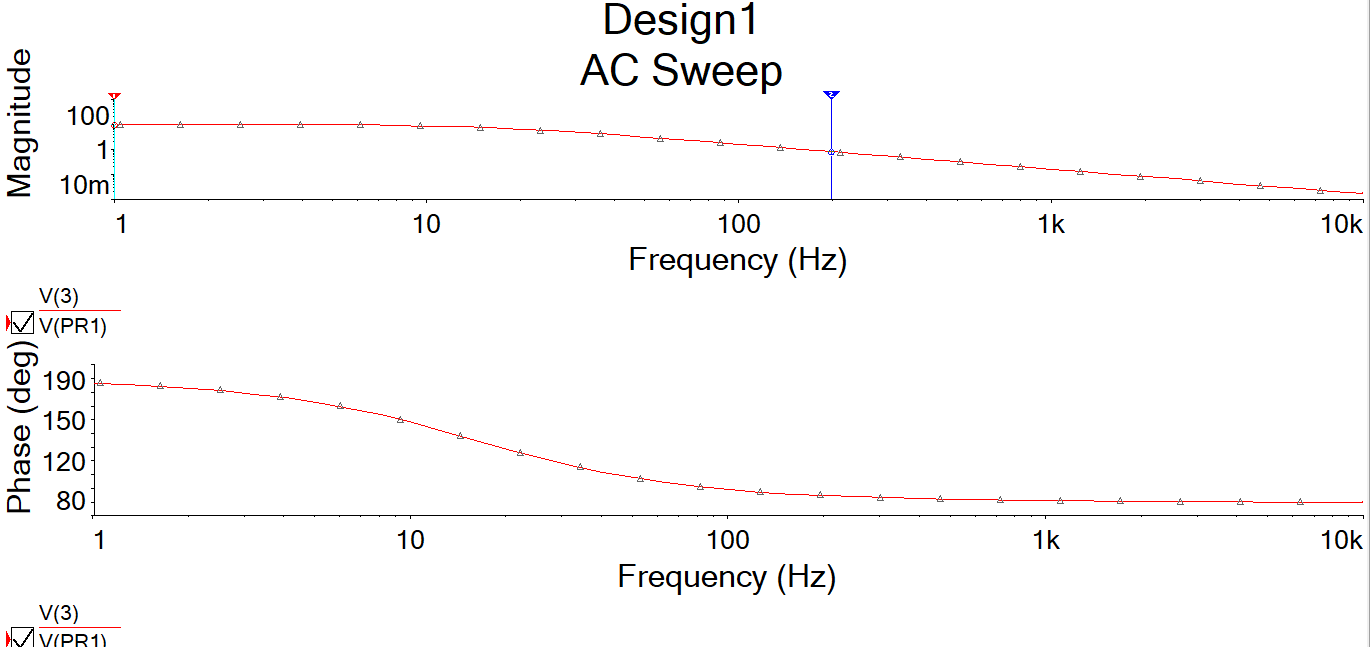 Design1
AC Sweep
Magnitude
100
1
10m
1 10 100 1k 10k
Frequency (Hz)
V(3)
V(PR1)
Phase (deg)
190
150
120
80
1 10 100 1k 10k
Frequency (Hz)
V(3)
V(PR1)